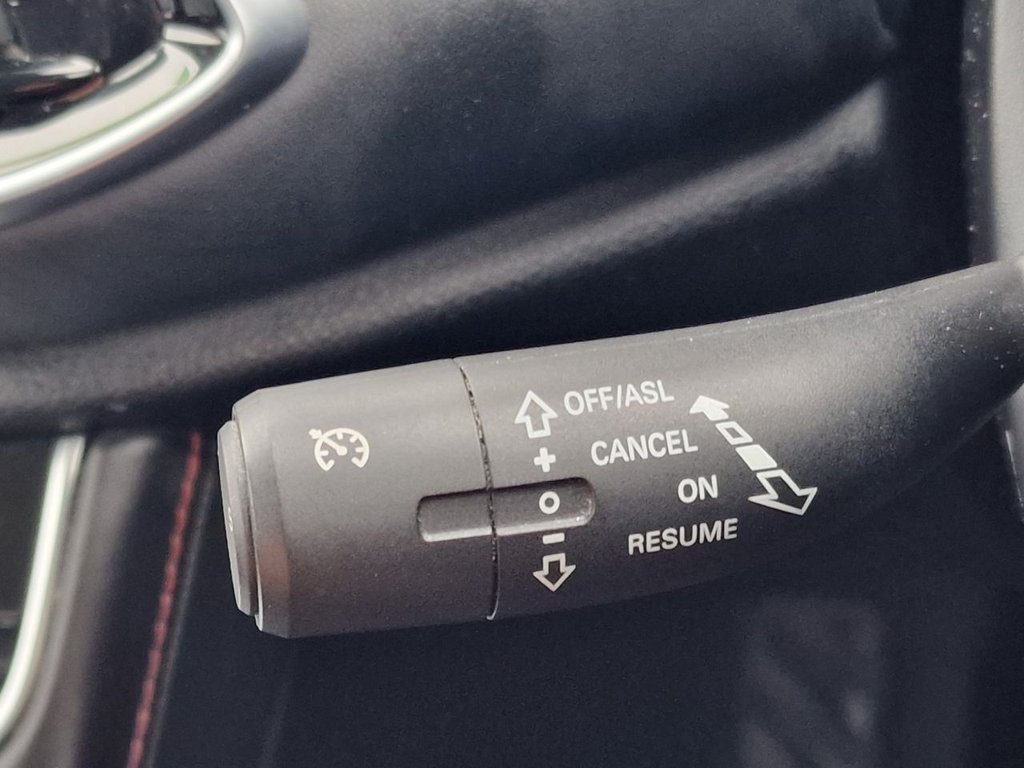 OFF/ASL
+ CANCEL
O ON
- RESUME